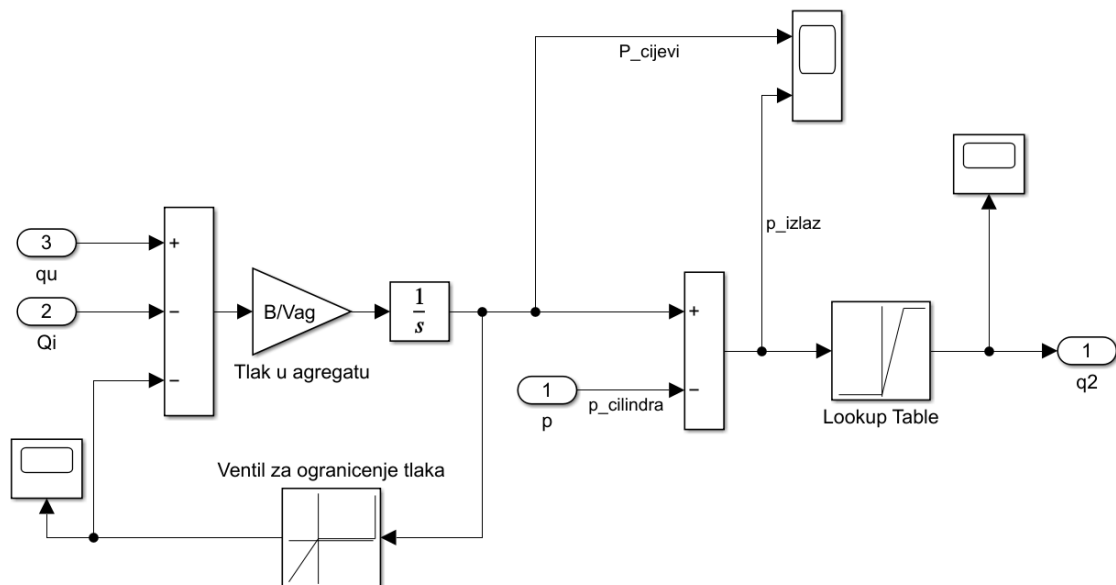 P_cijevi
p_izlaz
3
qu
+
2
Qi
−
−
B/Vag
Tlak u agregatu
1
s
+
1
p
p_cilindra
−
Lookup Table
1
q2
Ventil za ogranicenje tlaka